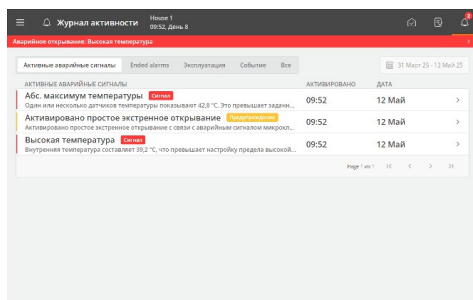 Журнал активности
House 1
09:52, День 8
2
Аварийное открывание: Высокая температура
Активные аварийные сигналы Ended alarms Эксплуатация Событие Все
31 Март 25 - 12 Май 25
АКТИВНЫЕ АВАРИЙНЫЕ СИГНАЛЫ АКТИВИРОВАНО ДАТА
Абс. максимум температуры Сигнал
Один или несколько датчиков температуры показывают 42,8 °C. Это превышает задачн...
09:52 12 Май
Активировано простое экстренное открывание Предупреждение
Активировано простое экстренное открывание с связи с аварийным сигналом микрокл...
09:52 12 Май
Высокая температура Сигнал
Внутренняя температура составляет 39,2 °C, что превышает настройку предела высокой...
09:52 12 Май
Page 1 из 1